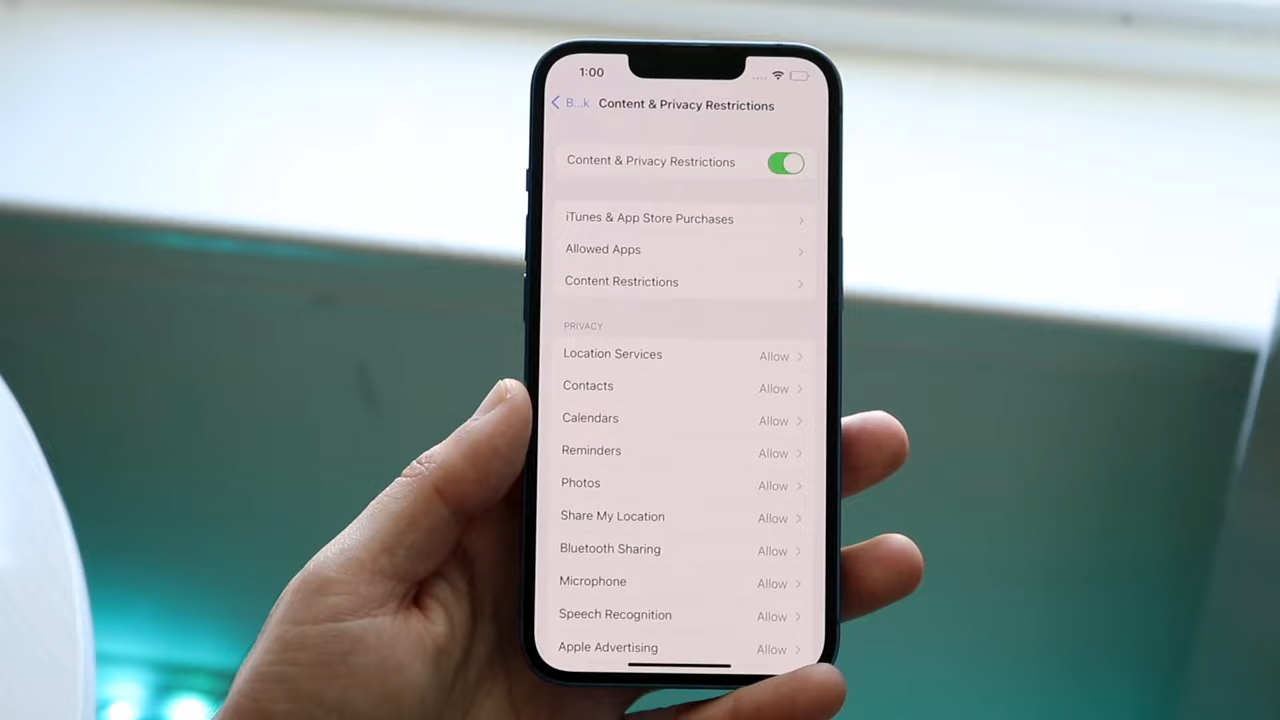 1:00
B...k Content & Privacy Restrictions
Content & Privacy Restrictions
iTunes & App Store Purchases
Allowed Apps
Content Restrictions
PRIVACY
Location Services Allow
Contacts Allow
Calendars Allow
Reminders Allow
Photos Allow
Share My Location Allow
Bluetooth Sharing Allow
Microphone Allow
Speech Recognition Allow
Apple Advertising Allow